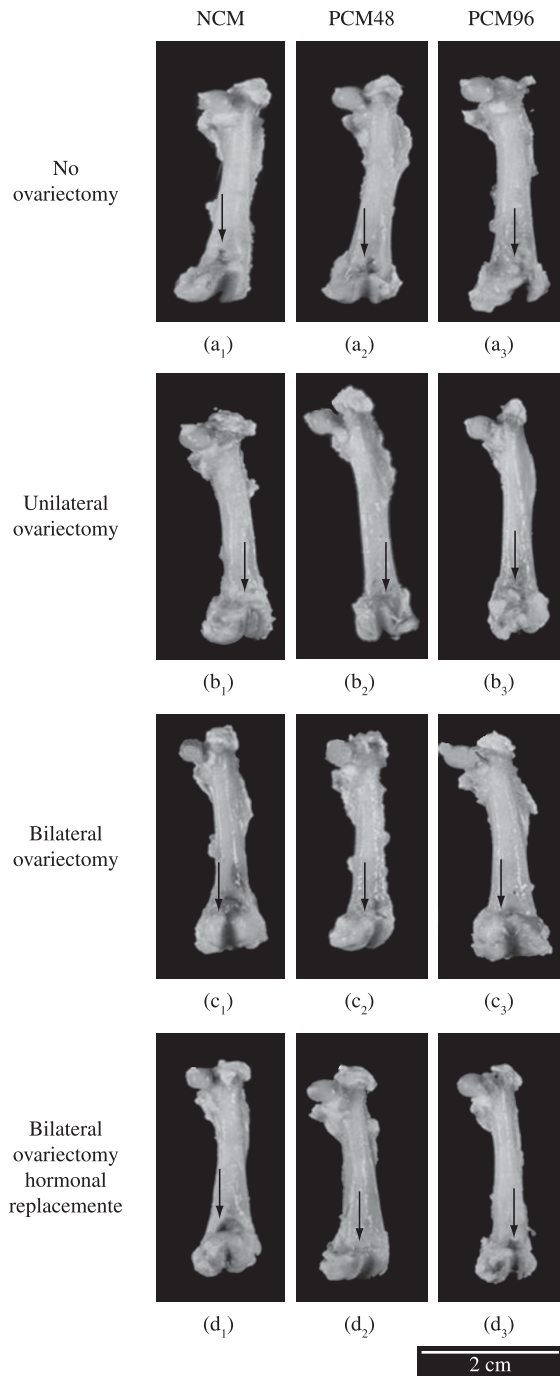 NCM PCM48 PCM96
No
ovariectomy
(a₁) (a₂) (a₃)
Unilateral
ovariectomy
(b₁) (b₂) (b₃)
Bilateral
ovariectomy
(c₁) (c₂) (c₃)
Bilateral
ovariectomy
hormonal
replacemente
(d₁) (d₂) (d₃)
2 cm